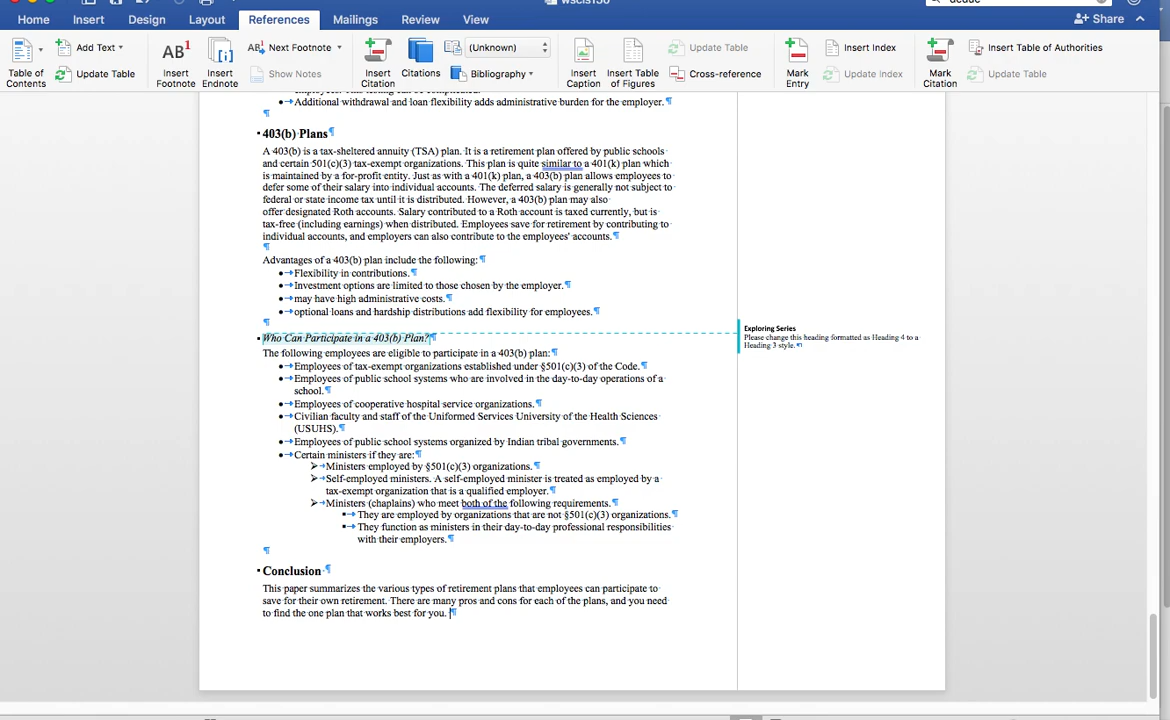 wscis130
Home Insert Design Layout References Mailings Review View Share
Table of Contents
Add Text
Update Table
AB1 Insert Footnote
Insert Endnote
AB1 Next Footnote
Show Notes
Insert Citation
Citations
(Unknown)
Bibliography
Insert Caption
Insert Table of Figures
Update Table
Cross-reference
Mark Entry
Insert Index
Update Index
Mark Citation
Insert Table of Authorities
Update Table
Additional withdrawal and loan flexibility adds administrative burden for the employer.
403(b) Plans
A 403(b) is a tax-sheltered annuity (TSA) plan. It is a retirement plan offered by public schools
and certain 501(c)(3) tax-exempt organizations. This plan is quite similar to a 401(k) plan which
is maintained by a for-profit entity. Just as with a 401(k) plan, a 403(b) plan allows employees to
defer some of their salary into individual accounts. The deferred salary is generally not subject to
federal or state income tax until it is distributed. However, a 403(b) plan may also
offer designated Roth accounts. Salary contributed to a Roth account is taxed currently, but is
tax-free (including earnings) when distributed. Employees save for retirement by contributing to
individual accounts, and employers can also contribute to the employees' accounts.
Advantages of a 403(b) plan include the following:
Flexibility in contributions.
Investment options are limited to those chosen by the employer.
may have high administrative costs.
optional loans and hardship distributions add flexibility for employees.
Who Can Participate in a 403(b) Plan?
Exploring Series
Please change this heading formatted as Heading 4 to a
Heading 3 style.
The following employees are eligible to participate in a 403(b) plan:
Employees of tax-exempt organizations established under §501(c)(3) of the Code.
Employees of public school systems who are involved in the day-to-day operations of a
school.
Employees of cooperative hospital service organizations.
Civilian faculty and staff of the Uniformed Services University of the Health Sciences
(USUHS).
Employees of public school systems organized by Indian tribal governments.
Certain ministers if they are:
Ministers employed by §501(c)(3) organizations.
Self-employed ministers. A self-employed minister is treated as employed by a
tax-exempt organization that is a qualified employer.
Ministers (chaplains) who meet both of the following requirements.
They are employed by organizations that are not §501(c)(3) organizations.
They function as ministers in their day-to-day professional responsibilities
with their employers.
Conclusion
This paper summarizes the various types of retirement plans that employees can participate to
save for their own retirement. There are many pros and cons for each of the plans, and you need
to find the one plan that works best for you.